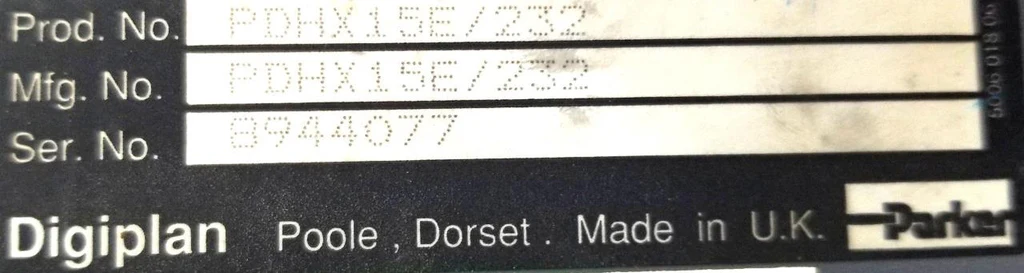 Prod. No. PDHX15E/232
Mfg. No. PDHX15E/232
Ser. No. 8944077
Digiplan Poole , Dorset . Made in U.K. Parker